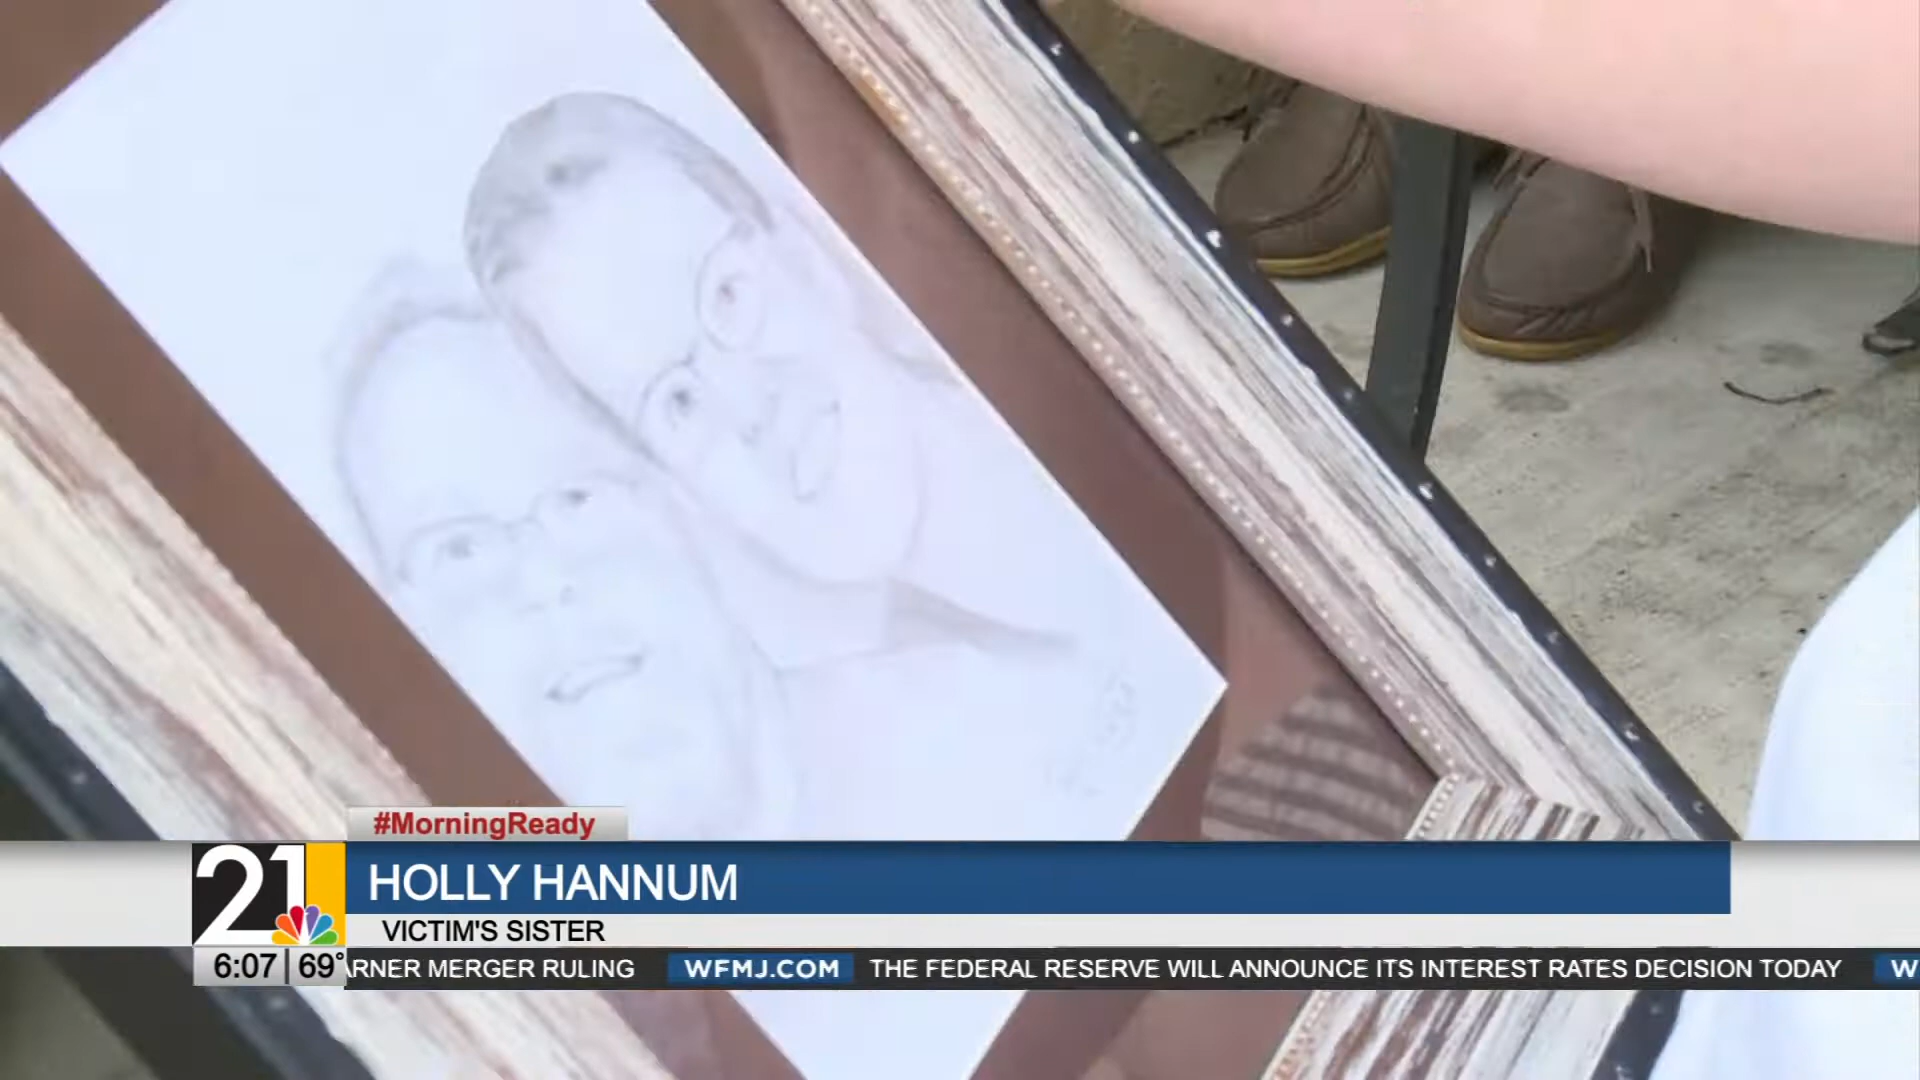 #MorningReady
21
HOLLY HANNUM
VICTIM'S SISTER
6:07 69°
ARNER MERGER RULING WFMJ.COM THE FEDERAL RESERVE WILL ANNOUNCE ITS INTEREST RATES DECISION TODAY W